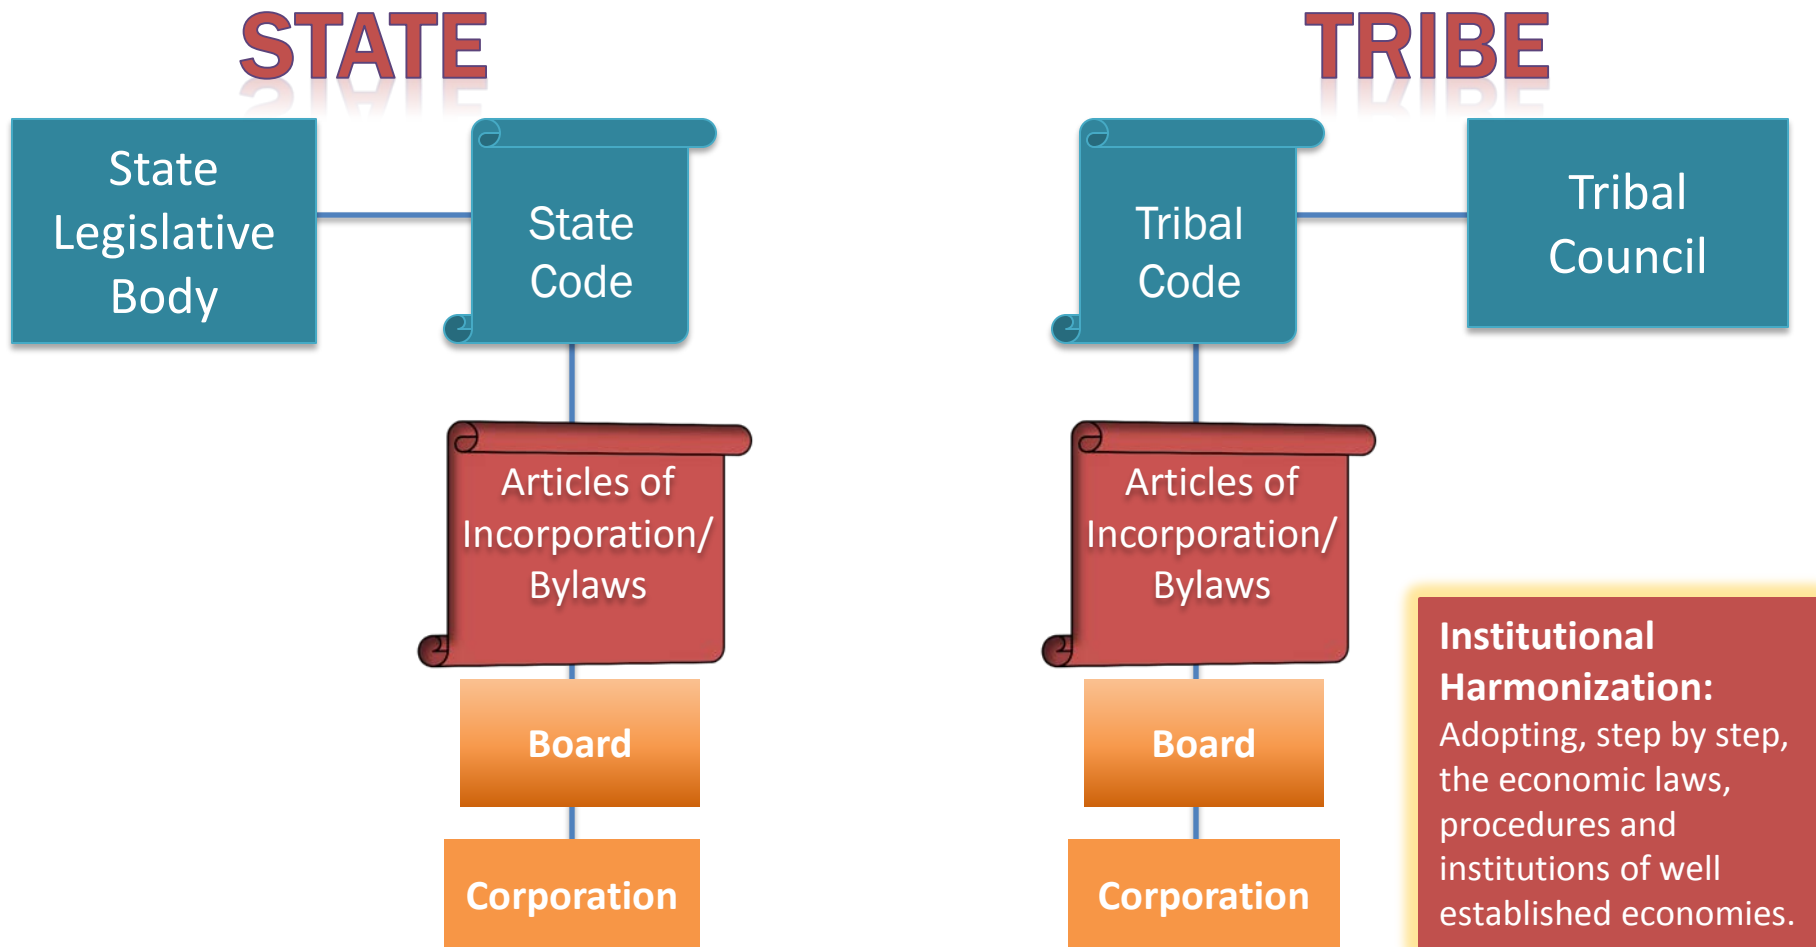 STATE
State
Legislative
Body
State
Code
Articles of
Incorporation/
Bylaws
Board
Corporation
TRIBE
Tribal
Code
Tribal
Council
Articles of
Incorporation/
Bylaws
Board
Corporation
Institutional
Harmonization:
Adopting, step by step,
the economic laws,
procedures and
institutions of well
established economies.